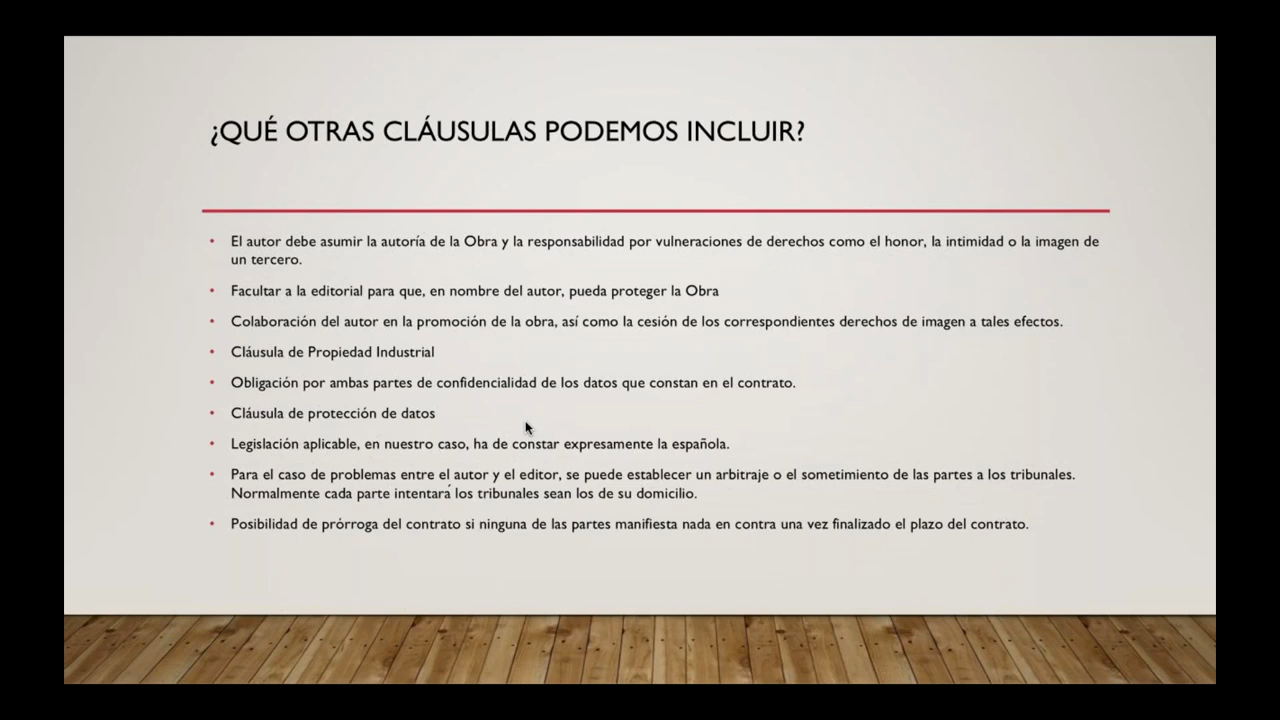 ¿QUÉ OTRAS CLÁUSULAS PODEMOS INCLUIR?
• El autor debe asumir la autoría de la Obra y la responsabilidad por vulneraciones de derechos como el honor, la intimidad o la imagen de
un tercero.
• Facultar a la editorial para que, en nombre del autor, pueda proteger la Obra
• Colaboración del autor en la promoción de la obra, así como la cesión de los correspondientes derechos de imagen a tales efectos.
• Cláusula de Propiedad Industrial
• Obligación por ambas partes de confidencialidad de los datos que constan en el contrato.
• Cláusula de protección de datos
• Legislación aplicable, en nuestro caso, ha de constar expresamente la española.
• Para el caso de problemas entre el autor y el editor, se puede establecer un arbitraje o el sometimiento de las partes a los tribunales.
Normalmente cada parte intentará los tribunales sean los de su domicilio.
• Posibilidad de prórroga del contrato si ninguna de las partes manifiesta nada en contra una vez finalizado el plazo del contrato.